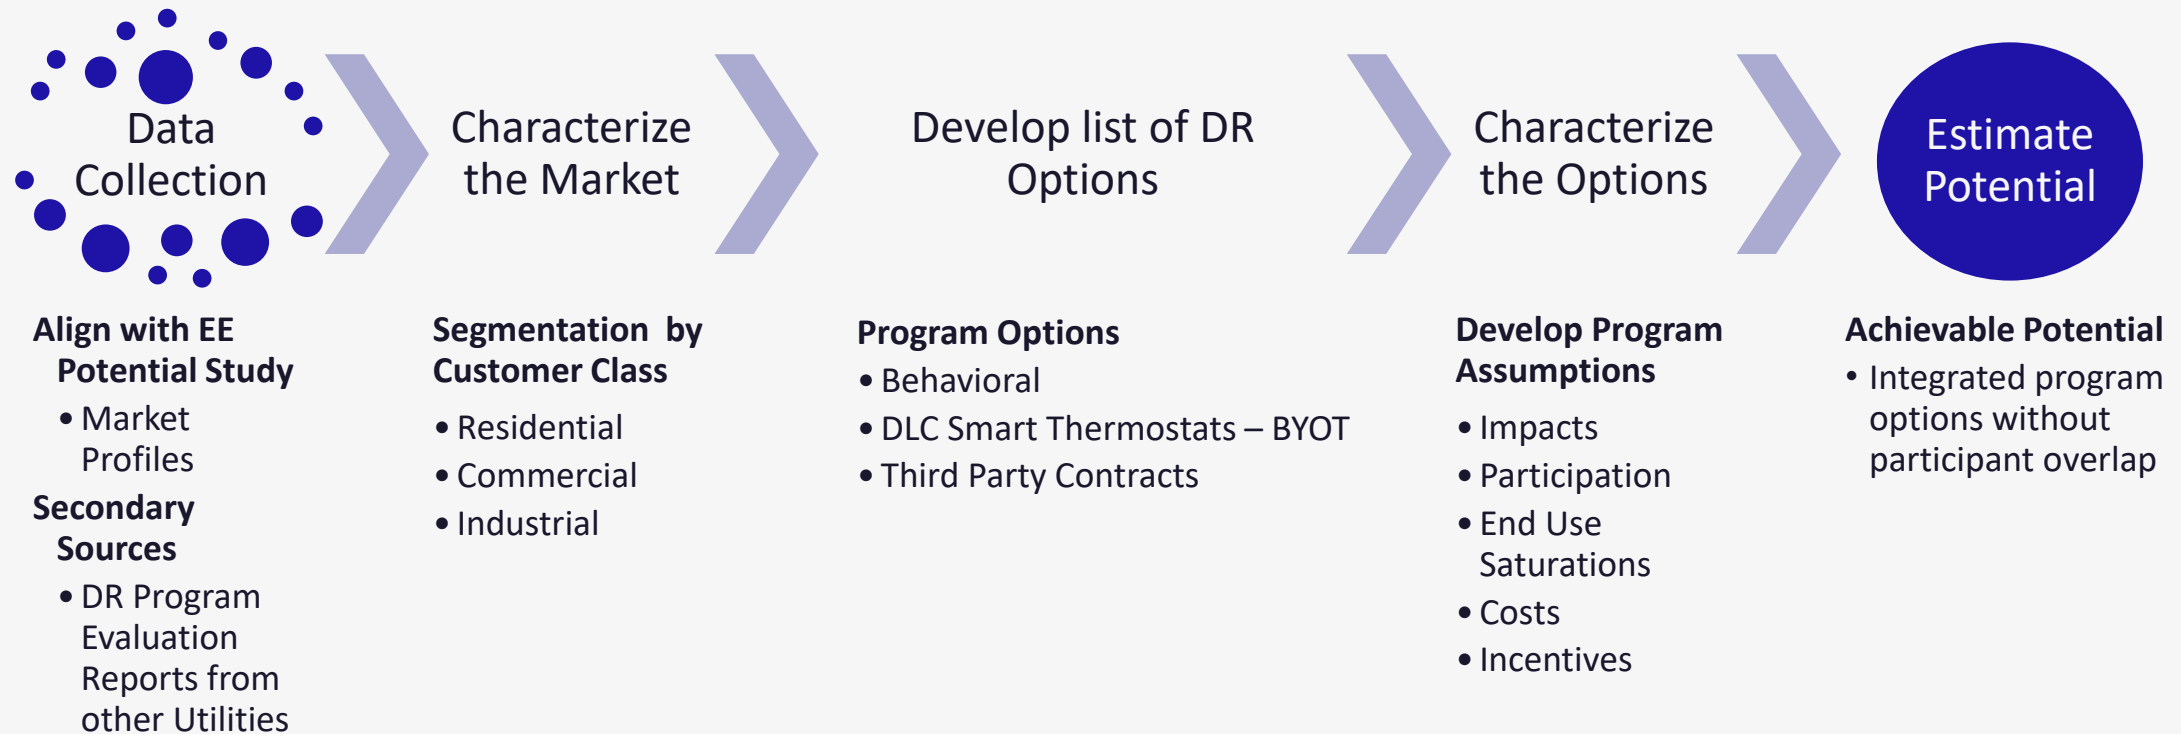 Data
Collection
Characterize
the Market
Develop list of DR
Options
Characterize
the Options
Estimate
Potential
Align with EE
Potential Study
• Market
Profiles
Secondary
Sources
• DR Program
Evaluation
Reports from
other Utilities
Segmentation by
Customer Class
• Residential
• Commercial
• Industrial
Program Options
• Behavioral
• DLC Smart Thermostats – BYOT
• Third Party Contracts
Develop Program
Assumptions
• Impacts
• Participation
• End Use
Saturations
• Costs
• Incentives
Achievable Potential
• Integrated program
options without
participant overlap